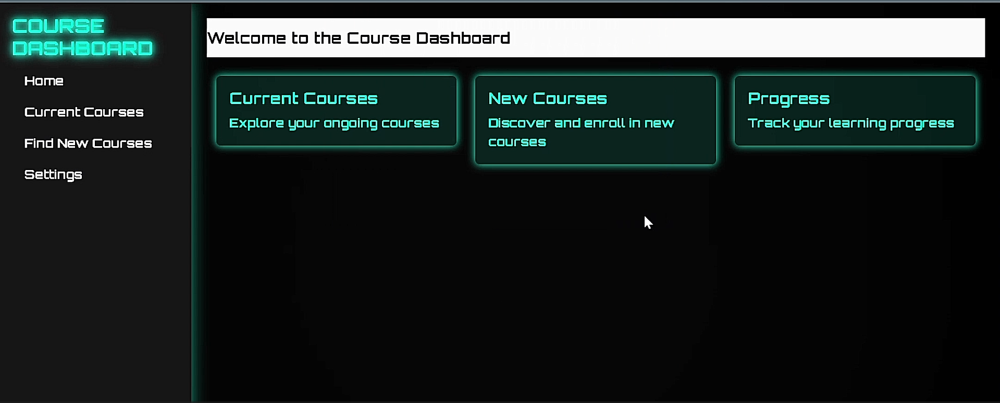 COURSE
DASHBOARD
Home
Current Courses
Find New Courses
Settings
Welcome to the Course Dashboard
Current Courses
Explore your ongoing courses
New Courses
Discover and enroll in new
courses
Progress
Track your learning progress